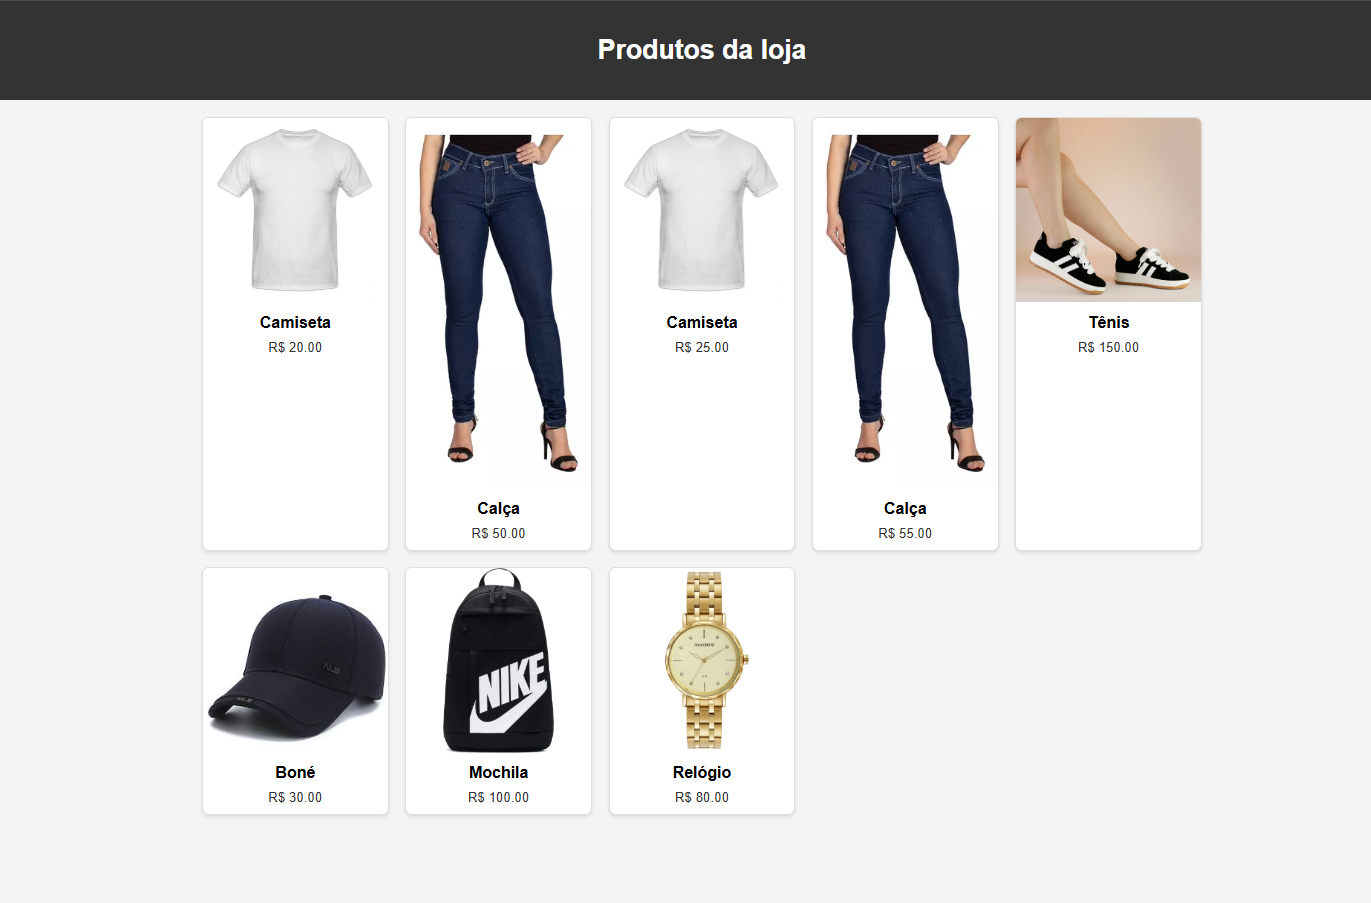 Produtos da loja
Camiseta
R$ 20.00
Calça
R$ 50.00
Camiseta
R$ 25.00
Calça
R$ 55.00
Tênis
R$ 150.00
Boné
R$ 30.00
NIKE
Mochila
R$ 100.00
Relógio
R$ 80.00